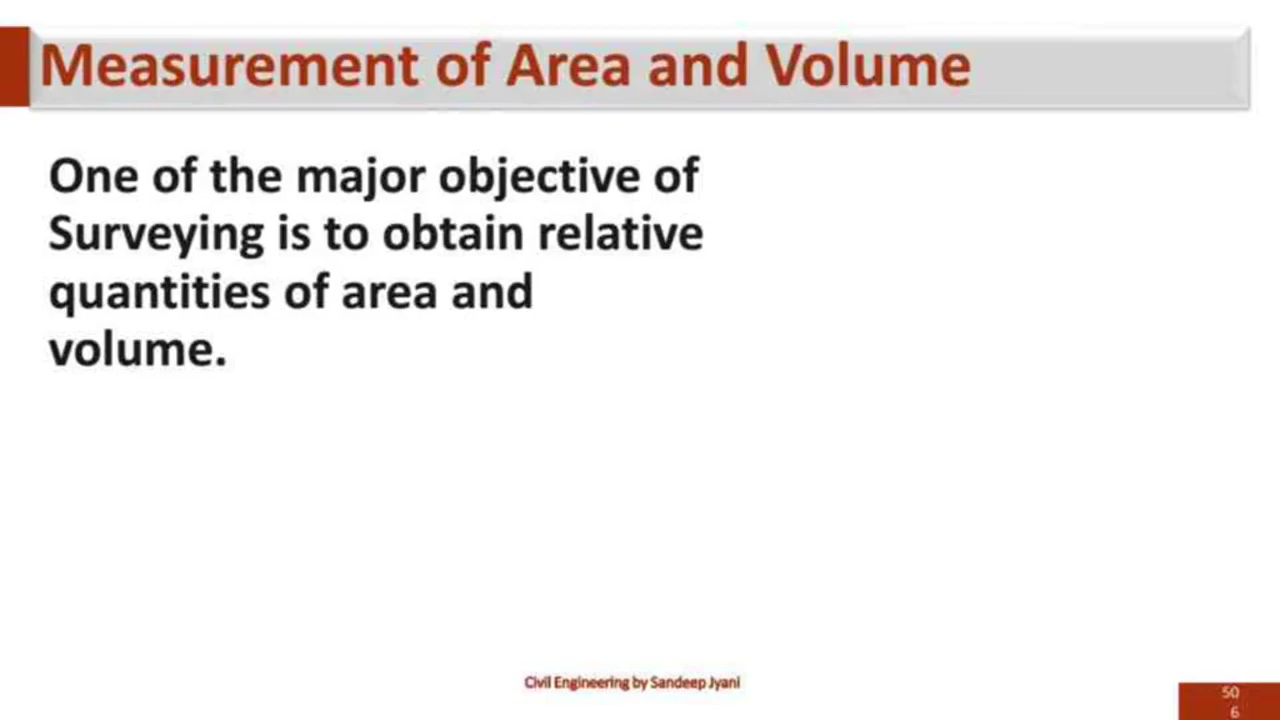 Measurement of Area and Volume
One of the major objective of
Surveying is to obtain relative
quantities of area and
volume.
Civil Engineering by Sandeep Jyani
50
6